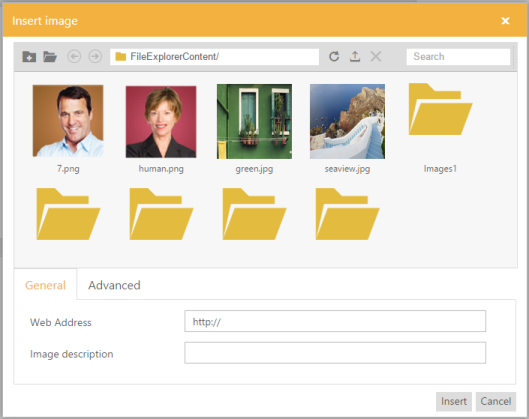 Insert image
FileExplorerContent/
Search
7.png
human.png
green.jpg
seaview.jpg
Images1
General
Advanced
Web Address
http://
Image description
Insert
Cancel